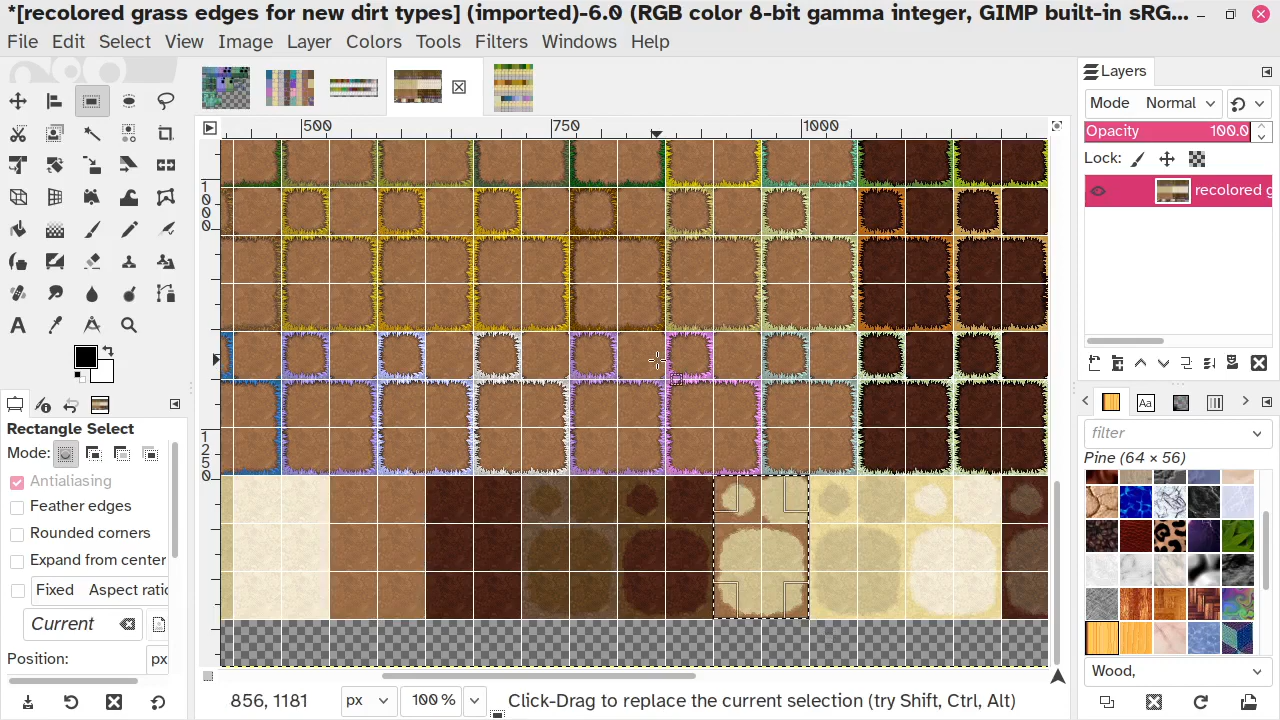 *[recolored grass edges for new dirt types] (imported)-6.0 (RGB color 8-bit gamma integer, GIMP built-in sRG...
File Edit Select View Image Layer Colors Tools Filters Windows Help
Layers
Mode Normal
Opacity 100.0
Lock:
recolored g
500 750 1000
1000
1250
Rectangle Select
Mode:
Antialiasing
Feather edges
Rounded corners
Expand from center
Fixed Aspect ratio
Current
Position: px
A
Aa
filter
Pine (64 × 56)
Wood,
856, 1181 px 100 % Click-Drag to replace the current selection (try Shift, Ctrl, Alt)